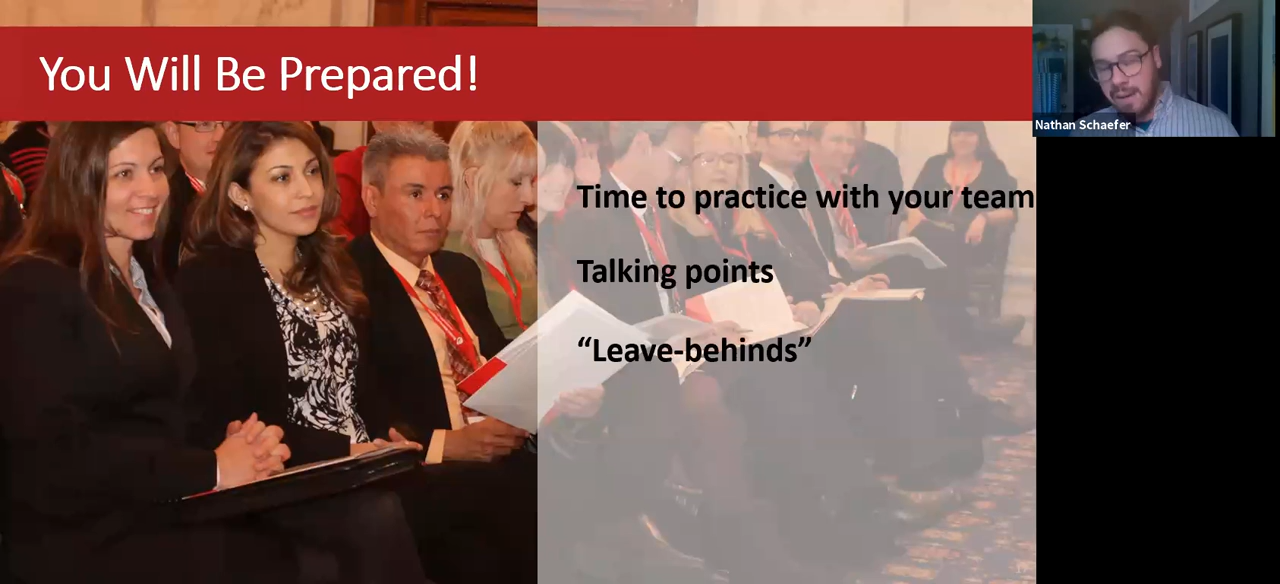 You Will Be Prepared!
Nathan Schaefer
Time to practice with your team
Talking points
“Leave-behinds”